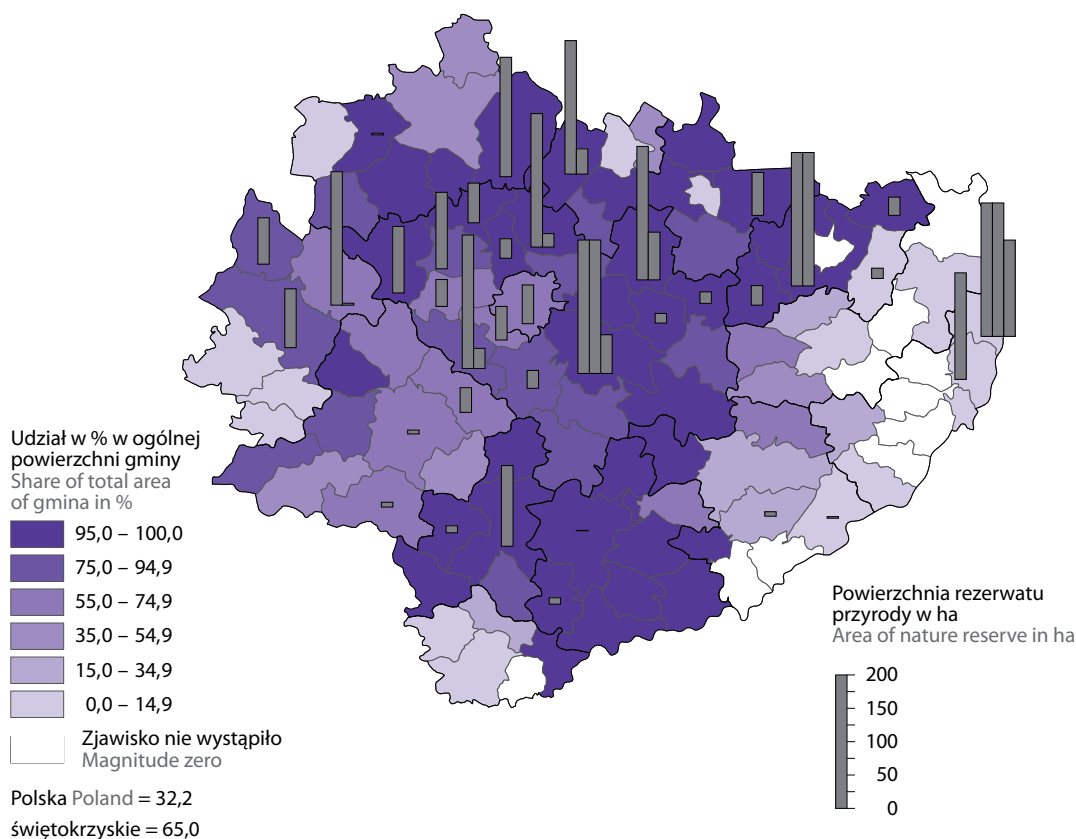 Udział w % w ogólnej
powierzchni gminy
Share of total area
of gmina in %
95,0 – 100,0
75,0 – 94,9
55,0 – 74,9
35,0 – 54,9
15,0 – 34,9
0,0 – 14,9
Zjawisko nie wystąpiło
Magnitude zero
Polska Poland = 32,2
świętokrzyskie = 65,0
Powierzchnia rezerwatu
przyrody w ha
Area of nature reserve in ha
200
150
100
50
0